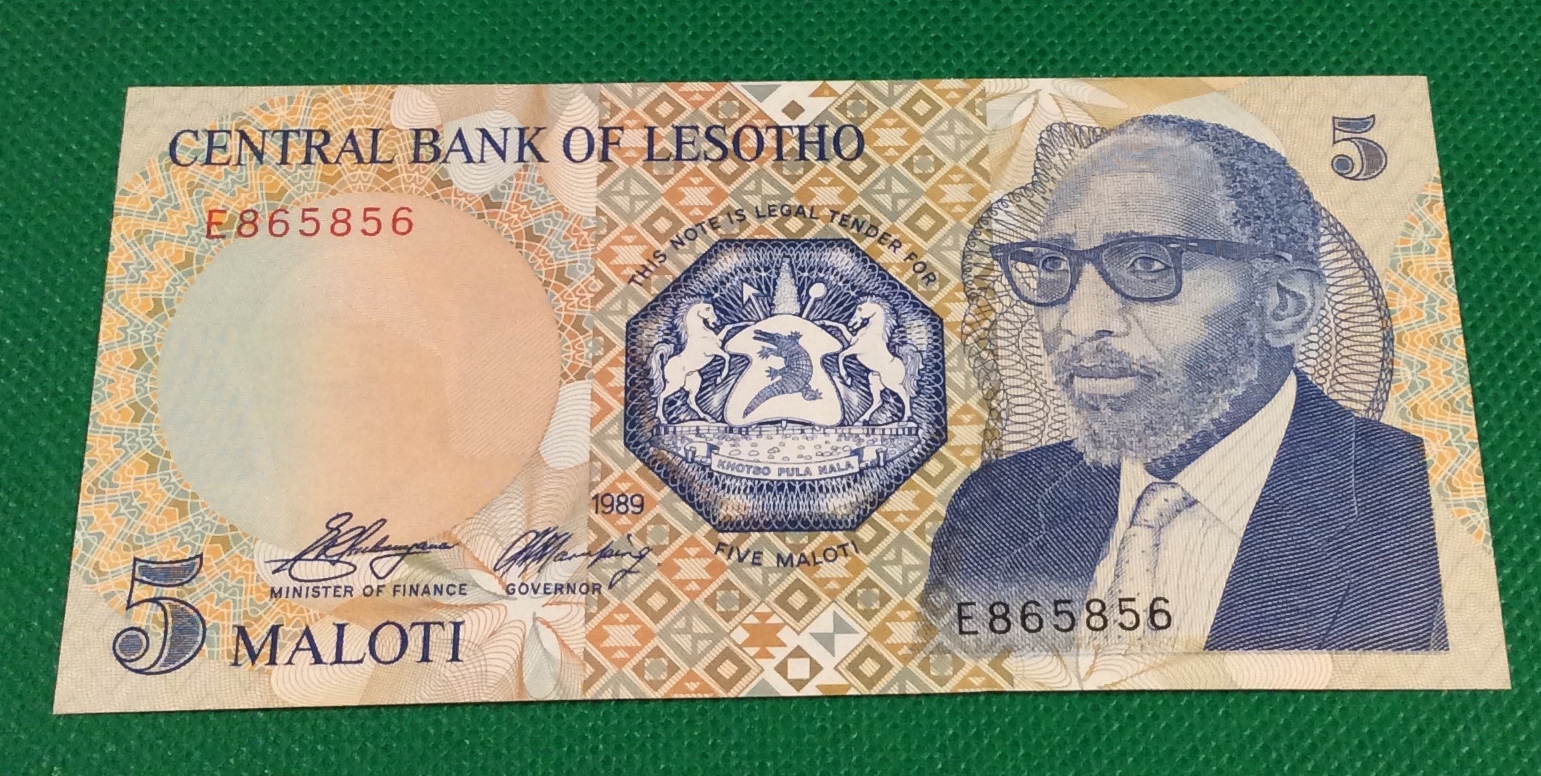 CENTRAL BANK OF LESOTHO
5
E865856
THIS NOTE IS LEGAL TENDER FOR
KHOTSO PULA NALA
1989
FIVE MALOTI
MINISTER OF FINANCE
GOVERNOR
E865856
5 MALOTI